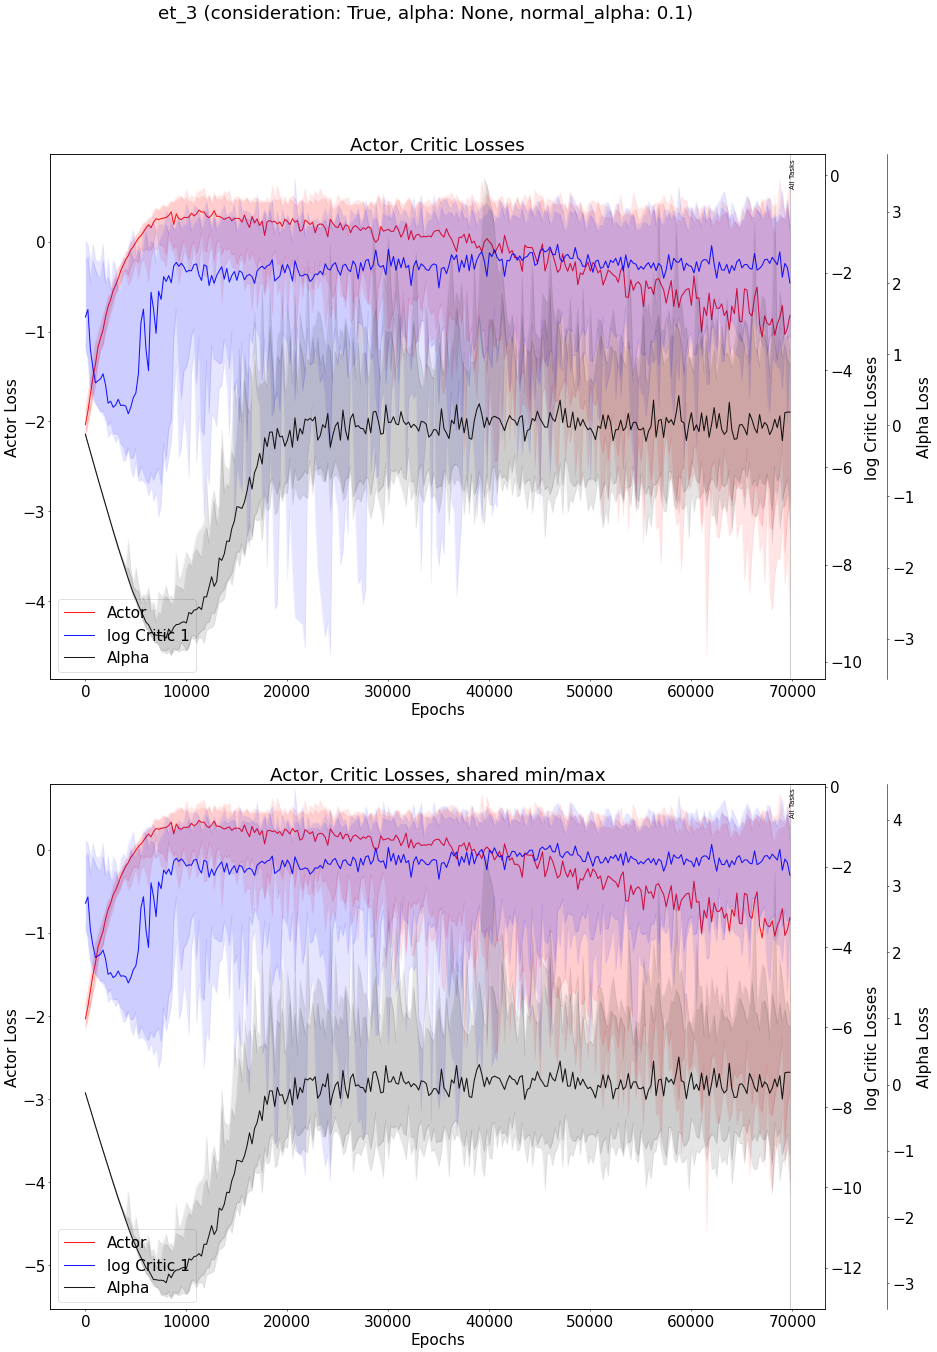 et_3 (consideration: True, alpha: None, normal_alpha: 0.1)
Actor, Critic Losses
All Tasks
Actor Loss
0
−1
−2
−3
−4
0
−2
−4
−6
−8
−10
log Critic Losses
3
2
1
0
−1
−2
−3
Alpha Loss
Actor
log Critic 1
Alpha
0 10000 20000 30000 40000 50000 60000 70000
Epochs
Actor, Critic Losses, shared min/max
All Tasks
Actor Loss
0
−1
−2
−3
−4
−5
0
−2
−4
−6
−8
−10
−12
log Critic Losses
4
3
2
1
0
−1
−2
−3
Alpha Loss
Actor
log Critic 1
Alpha
0 10000 20000 30000 40000 50000 60000 70000
Epochs